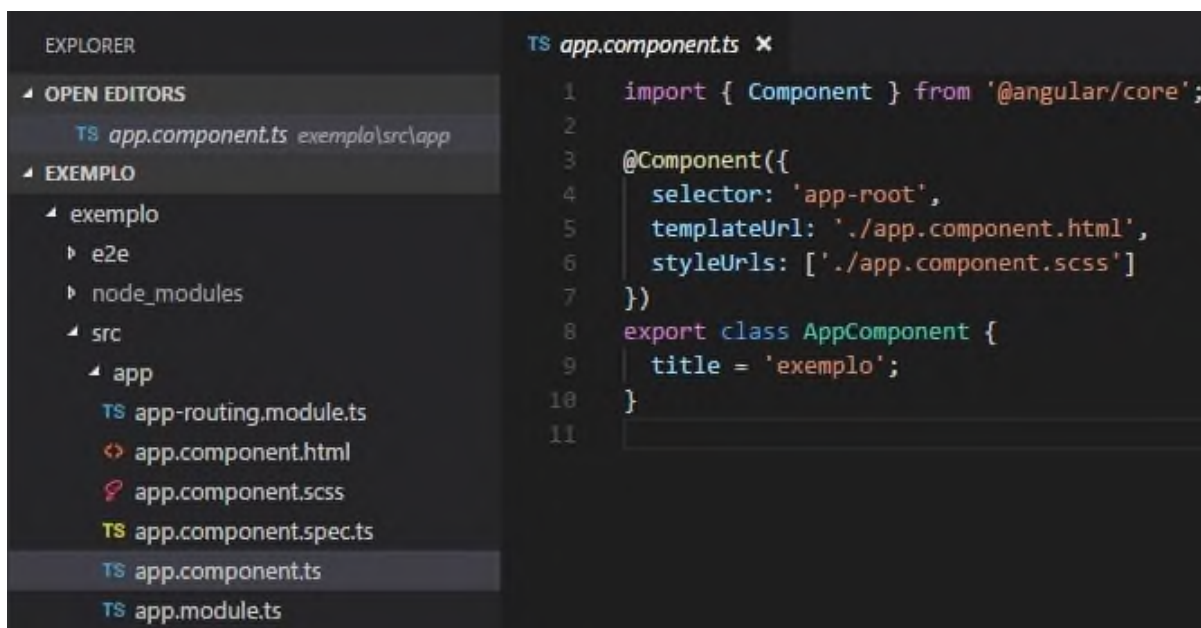 EXPLORER
OPEN EDITORS
TS app.component.ts exemplo\src\app
EXEMPLO
exemplo
e2e
node_modules
src
app
TS app-routing.module.ts
<> app.component.html
app.component.scss
TS app.component.spec.ts
TS app.component.ts
TS app.module.ts
TS app.component.ts ×
1 import { Component } from '@angular/core';
2
3 @Component({
4 selector: 'app-root',
5 templateUrl: './app.component.html',
6 styleUrls: ['./app.component.scss']
7 })
8 export class AppComponent {
9 title = 'exemplo';
10 }
11